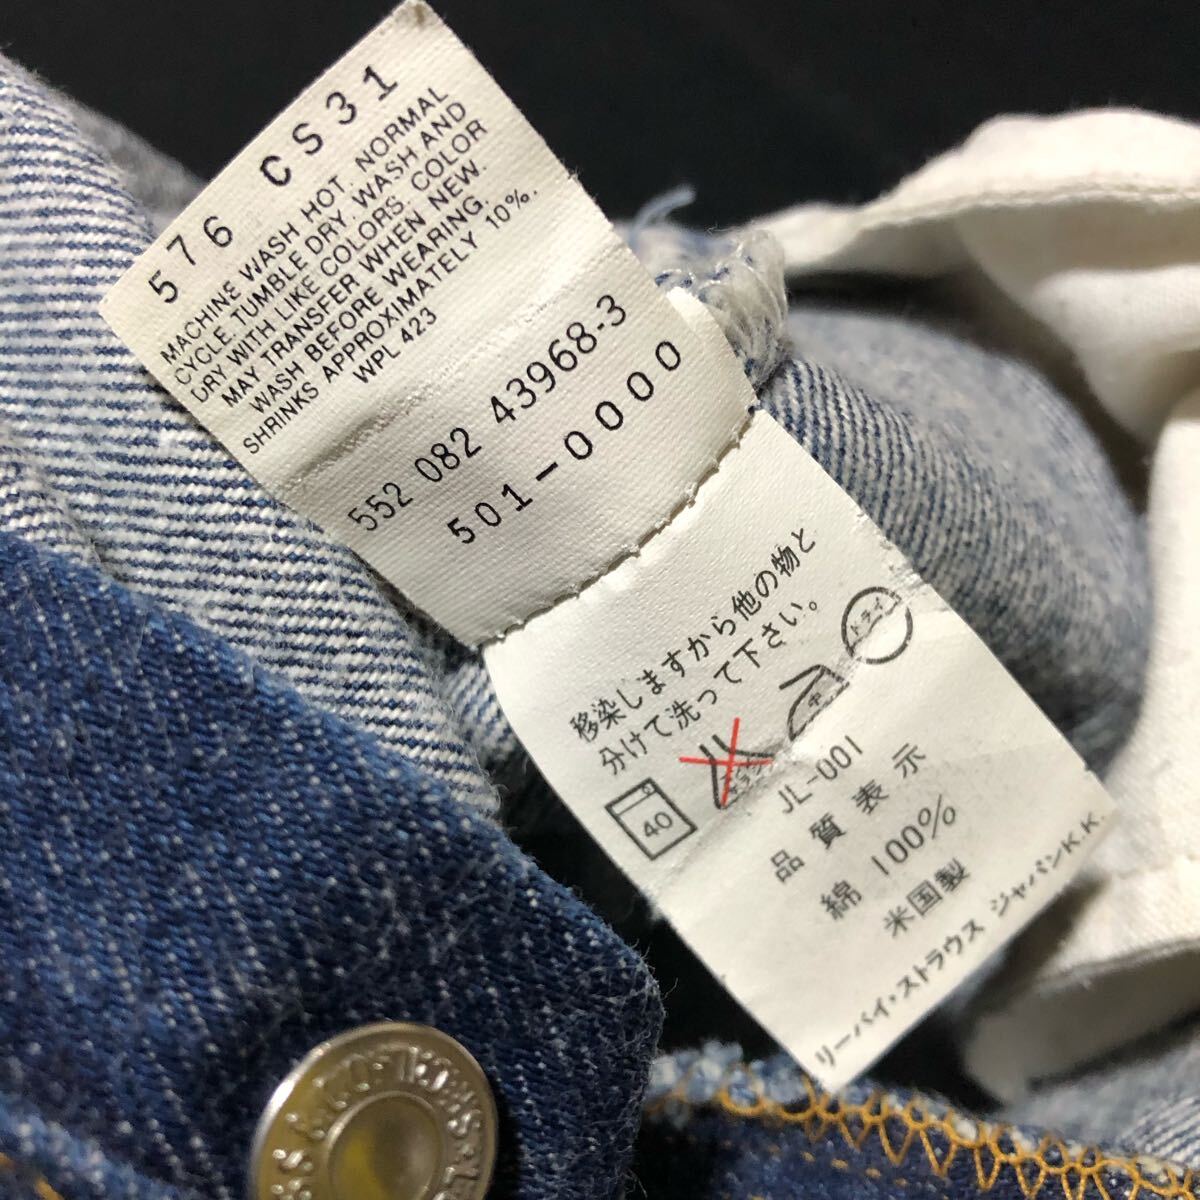 576 CS31
MACHINE WASH HOT. NORMAL
CYCLE.TUMBLE DRY. WASH AND
DRY WITH LIKE COLORS. COLOR
MAY TRANSFER WHEN NEW.
WASH BEFORE WEARING.
SHRINKS APPROXIMATELY 10%.
WPL 423
552 082 43968-3
501-0000
移染しますから他の物と
分けて洗って下さい。
40
中
ドライ
JL-001
品質表示
綿 100%
米国製
リーバイ・ストラウス ジャパンK.K.